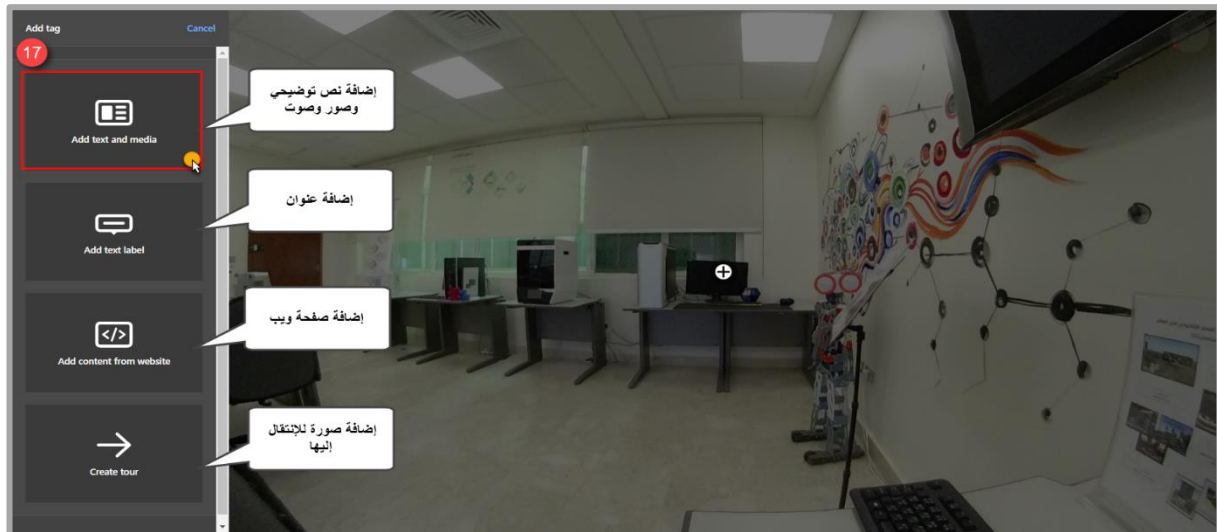 Add tag
Cancel
17
Add text and media
إضافة نص توضيحي
وصور وصوت
Add text label
إضافة عنوان
Add content from website
إضافة صفحة ويب
Create tour
إضافة صورة للإنتقال
إليها